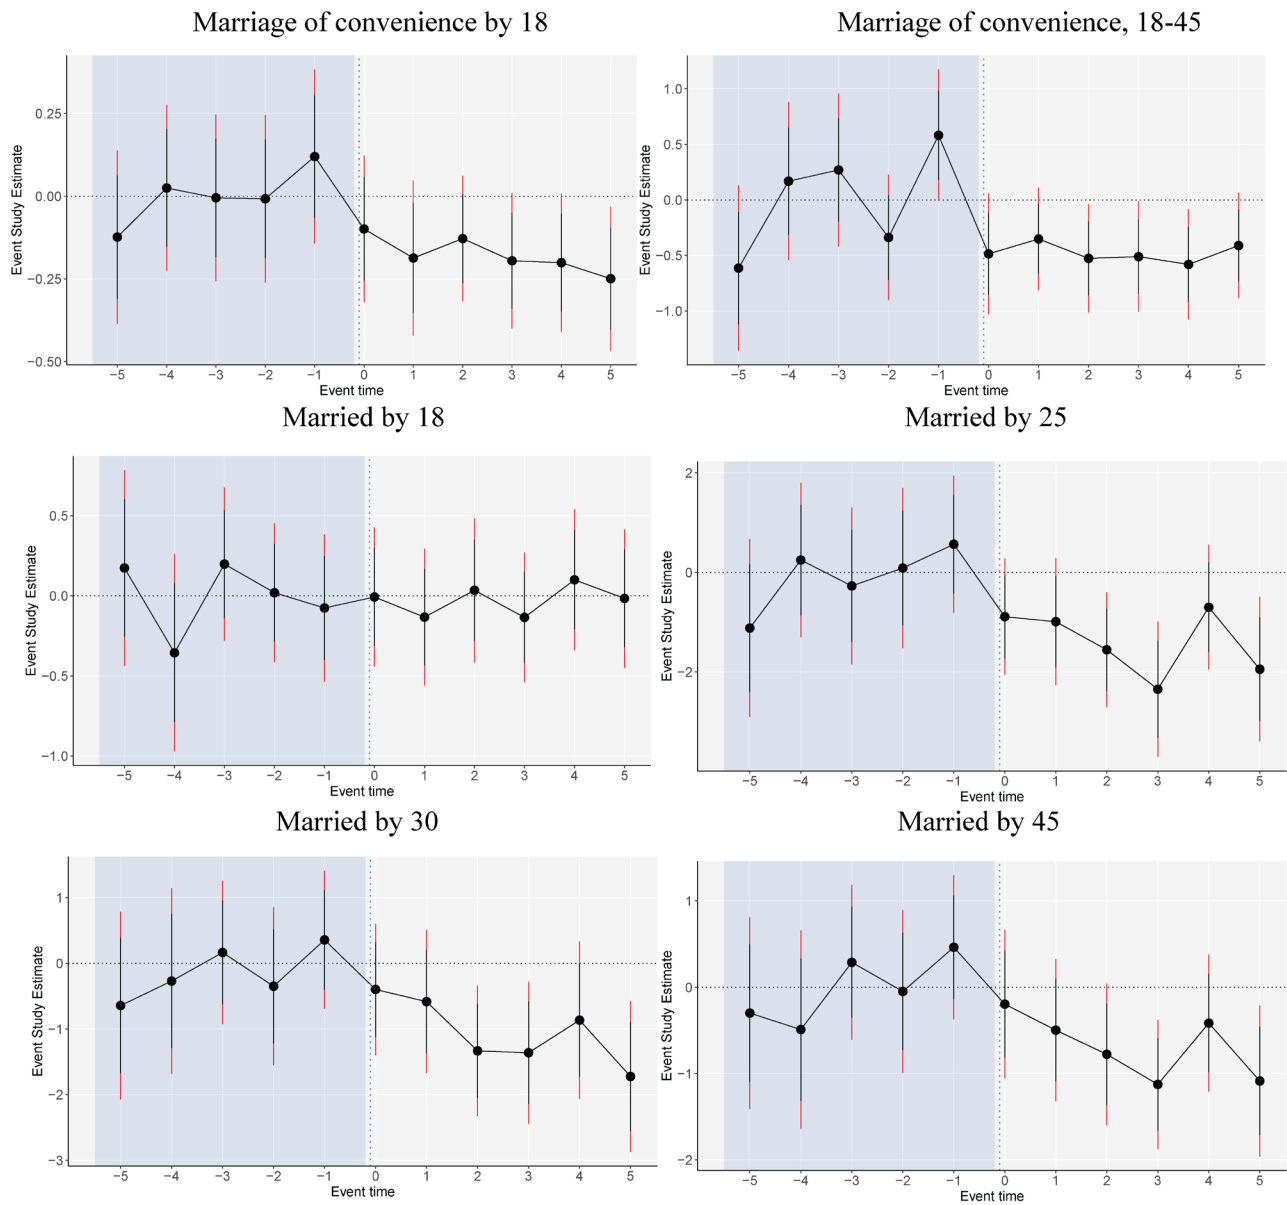 Marriage of convenience by 18
Event Study Estimate
0.25
0.00
−0.25
−0.50
−5 −4 −3 −2 −1 0 1 2 3 4 5
Event time
Marriage of convenience, 18-45
Event Study Estimate
1.0
0.5
0.0
−0.5
−1.0
−5 −4 −3 −2 −1 0 1 2 3 4 5
Event time
Married by 18
Event Study Estimate
0.5
0.0
−0.5
−1.0
−5 −4 −3 −2 −1 0 1 2 3 4 5
Event time
Married by 25
Event Study Estimate
2
0
−2
−5 −4 −3 −2 −1 0 1 2 3 4 5
Event time
Married by 30
Event Study Estimate
1
0
−1
−2
−3
−5 −4 −3 −2 −1 0 1 2 3 4 5
Event time
Married by 45
Event Study Estimate
1
0
−1
−2
−5 −4 −3 −2 −1 0 1 2 3 4 5
Event time